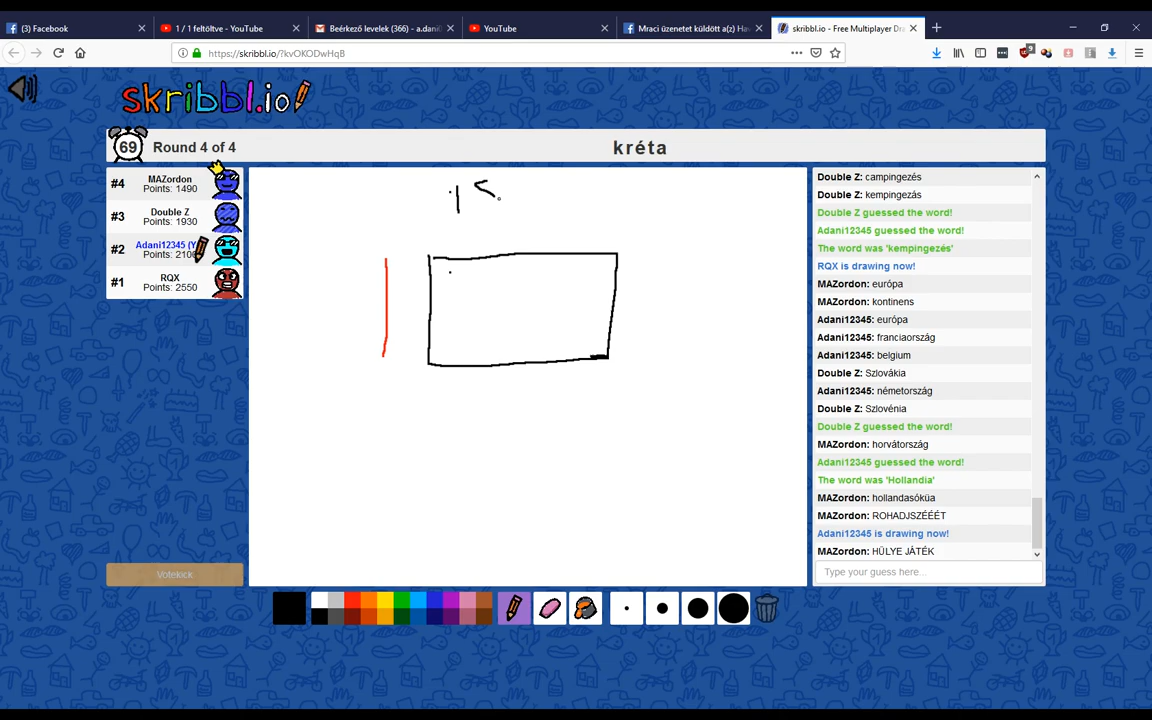 (3) Facebook
1 / 1 feltöltve - YouTube
Beérkező levelek (366) - a.dani
YouTube
Mraci üzenetet küldött a(z) Ha
skribbl.io - Free Multiplayer Dra
https://skribbl.io/?kvOKODwHqB
9
skribbl.io
69
Round 4 of 4
kréta
#4
MAZordon
Points: 1490
#3
Double Z
Points: 1930
#2
Adani12345 (Y
Points: 210
#1
RQX
Points: 2550
Votekick
Double Z: campingezés
Double Z: kempingezés
Double Z guessed the word!
Adani12345 guessed the word!
The word was 'kempingezés'
RQX is drawing now!
MAZordon: európa
MAZordon: kontinens
Adani12345: európa
Adani12345: franciaország
Adani12345: belgium
Double Z: Szlovákia
Adani12345: németország
Double Z: Szlovénia
Double Z guessed the word!
MAZordon: horvátország
Adani12345 guessed the word!
The word was 'Hollandia'
MAZordon: hollandasóküa
MAZordon: ROHADJSZÉÉÉT
Adani12345 is drawing now!
MAZordon: HÜLYE JÁTÉK
Type your guess here...